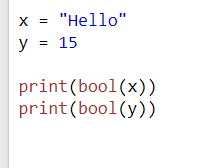 x = "Hello"
y = 15
print(bool(x))
print(bool(y))